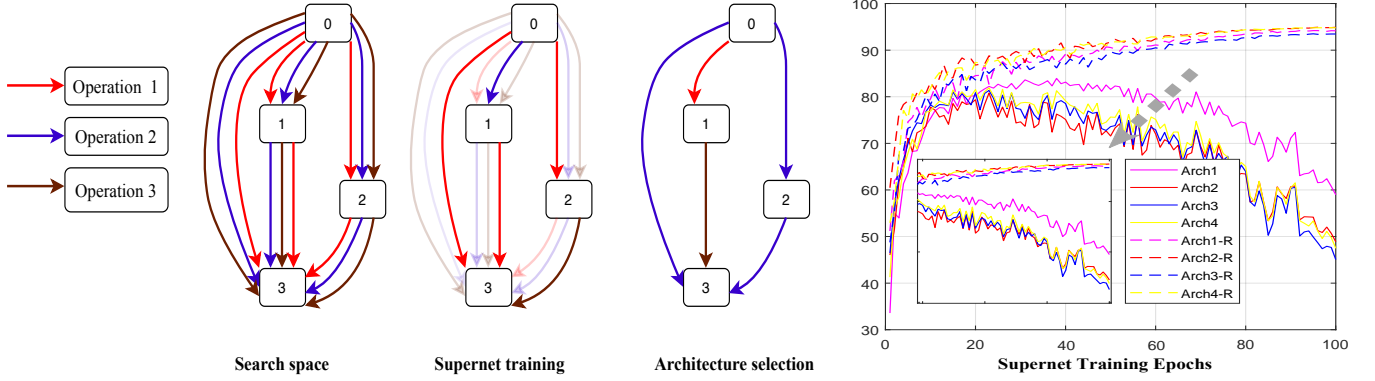 Operation 1
Operation 2
Operation 3
0
1
2
3
Search space
0
1
2
3
Supernet training
0
1
2
3
Architecture selection
100
90
80
70
60
50
40
30
0
20
40
60
80
100
Supernet Training Epochs
Arch1
Arch2
Arch3
Arch4
Arch1-R
Arch2-R
Arch3-R
Arch4-R